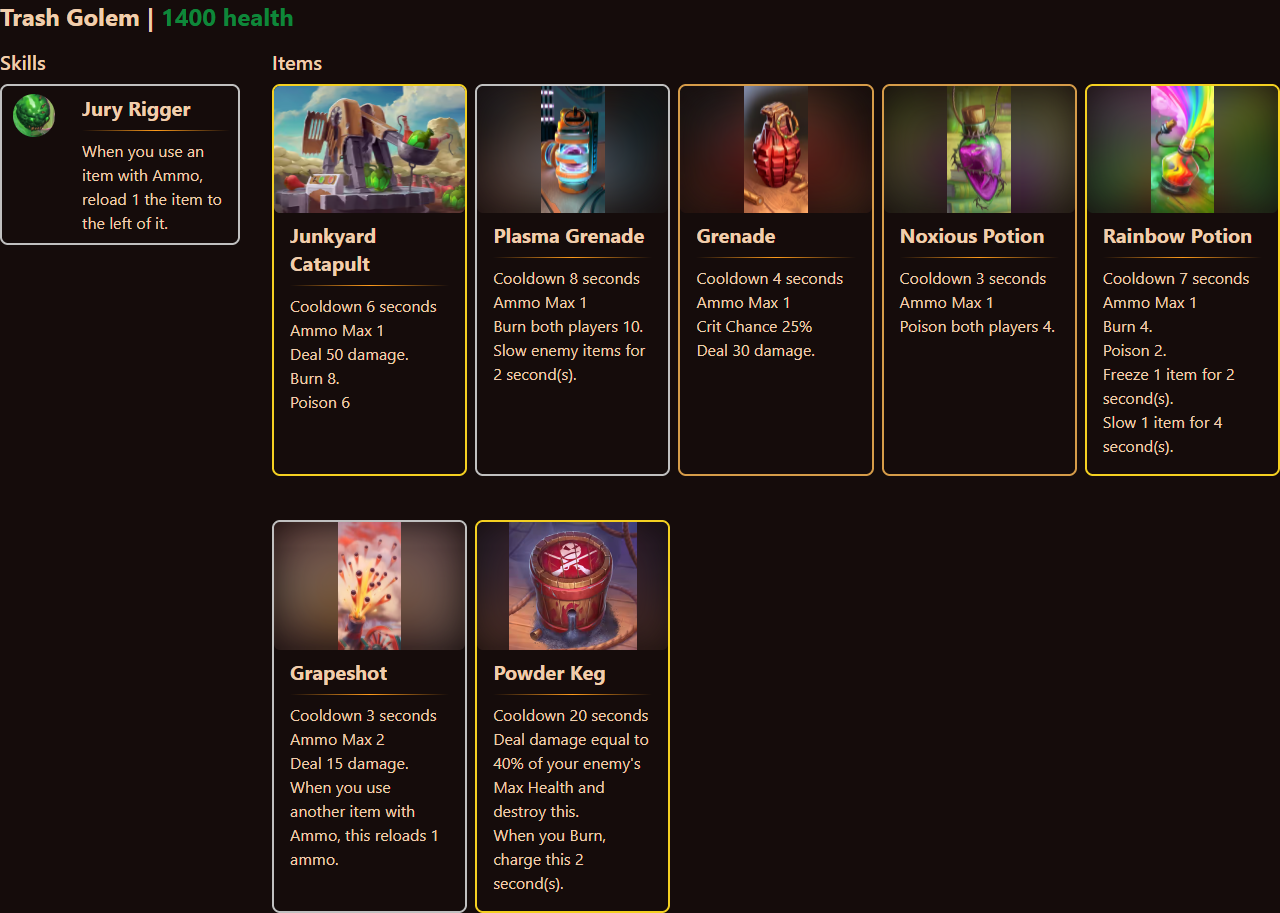 Trash Golem | 1400 health
Skills
Jury Rigger
When you use an
item with Ammo,
reload 1 the item to
the left of it.
Items
Junkyard
Catapult
Cooldown 6 seconds
Ammo Max 1
Deal 50 damage.
Burn 8.
Poison 6
Plasma Grenade
Cooldown 8 seconds
Ammo Max 1
Burn both players 10.
Slow enemy items for
2 second(s).
Grenade
Cooldown 4 seconds
Ammo Max 1
Crit Chance 25%
Deal 30 damage.
Noxious Potion
Cooldown 3 seconds
Ammo Max 1
Poison both players 4.
Rainbow Potion
Cooldown 7 seconds
Ammo Max 1
Burn 4.
Poison 2.
Freeze 1 item for 2
second(s).
Slow 1 item for 4
second(s).
Grapeshot
Cooldown 3 seconds
Ammo Max 2
Deal 15 damage.
When you use
another item with
Ammo, this reloads 1
ammo.
Powder Keg
Cooldown 20 seconds
Deal damage equal to
40% of your enemy's
Max Health and
destroy this.
When you Burn,
charge this 2
second(s).